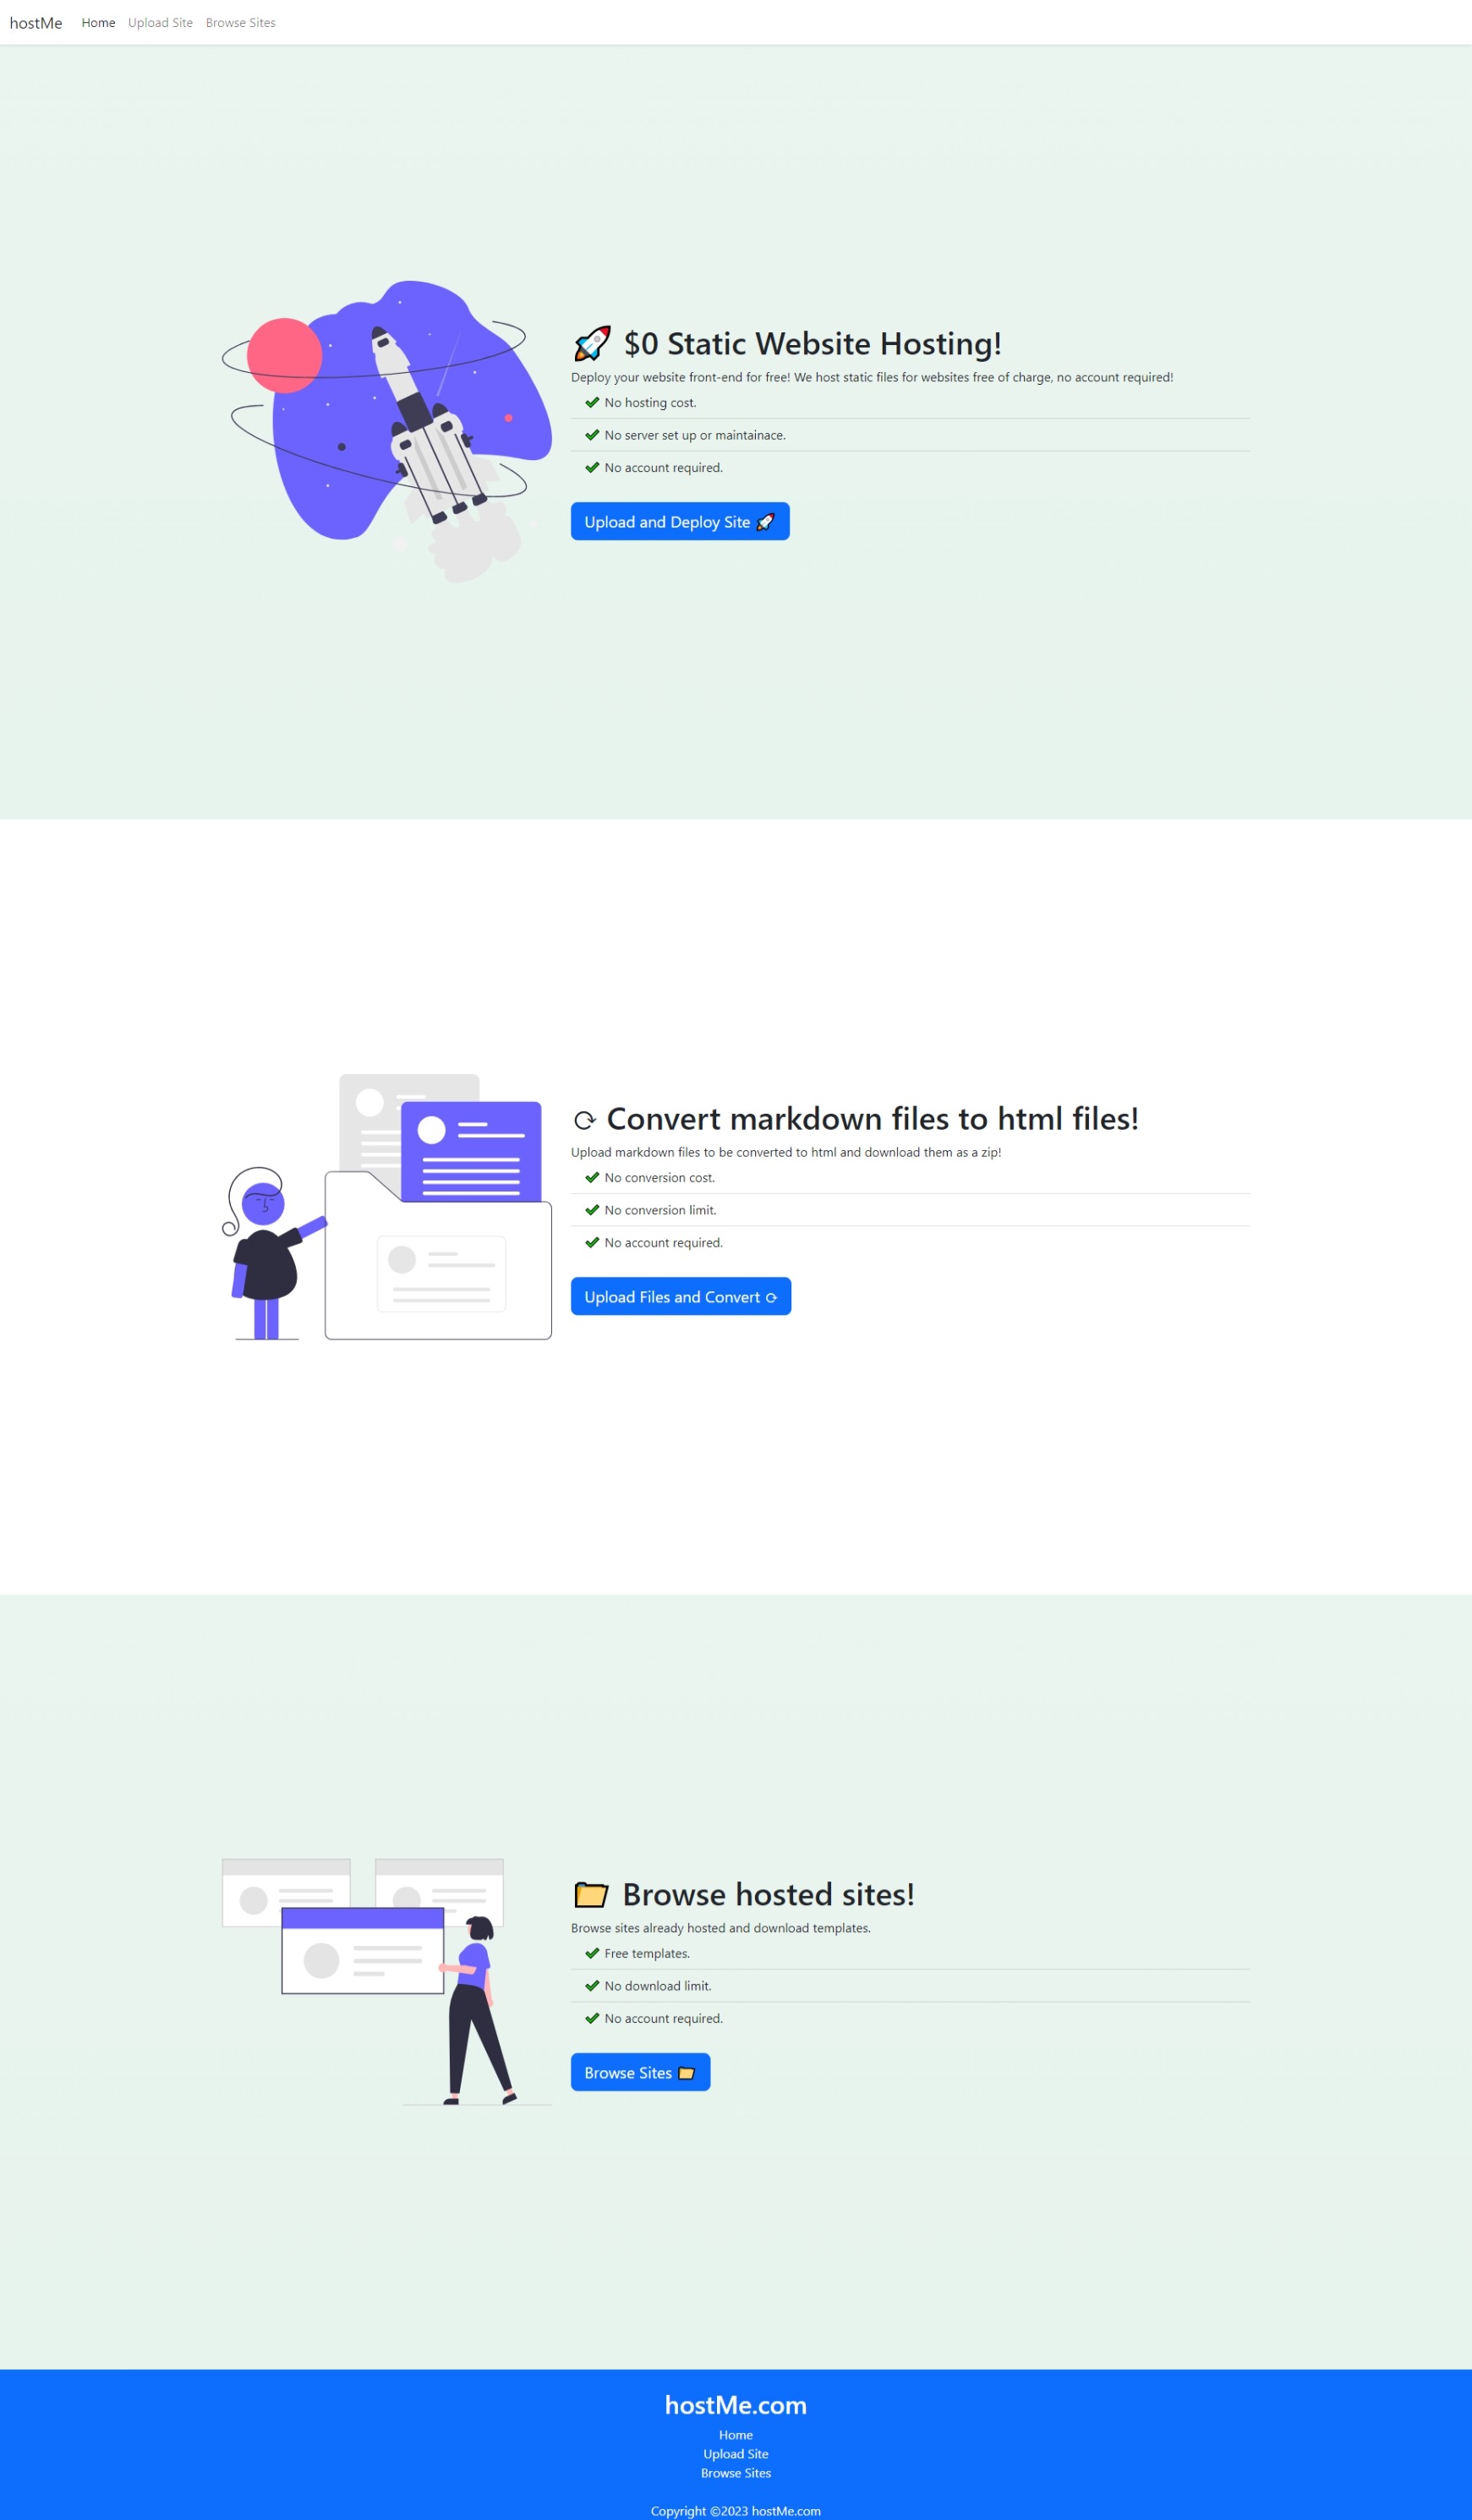 hostMe Home Upload Site Browse Sites
🚀 $0 Static Website Hosting!
Deploy your website front-end for free! We host static files for websites free of charge, no account required!
✔ No hosting cost.
✔ No server set up or maintainace.
✔ No account required.
Upload and Deploy Site 🚀
⟳ Convert markdown files to html files!
Upload markdown files to be converted to html and download them as a zip!
✔ No conversion cost.
✔ No conversion limit.
✔ No account required.
Upload Files and Convert ⟳
📁 Browse hosted sites!
Browse sites already hosted and download templates.
✔ Free templates.
✔ No download limit.
✔ No account required.
Browse Sites 📁
hostMe.com
Home
Upload Site
Browse Sites
Copyright ©2023 hostMe.com